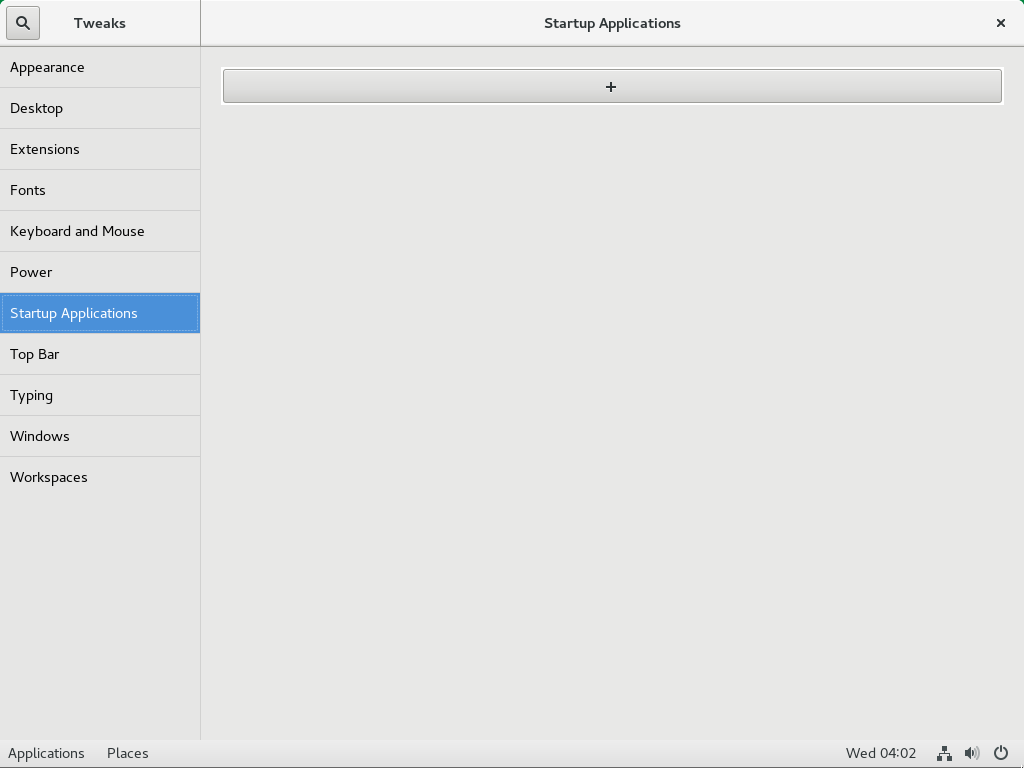 Tweaks
Startup Applications
Appearance
Desktop
Extensions
Fonts
Keyboard and Mouse
Power
Startup Applications
Top Bar
Typing
Windows
Workspaces
+
Applications Places Wed 04:02